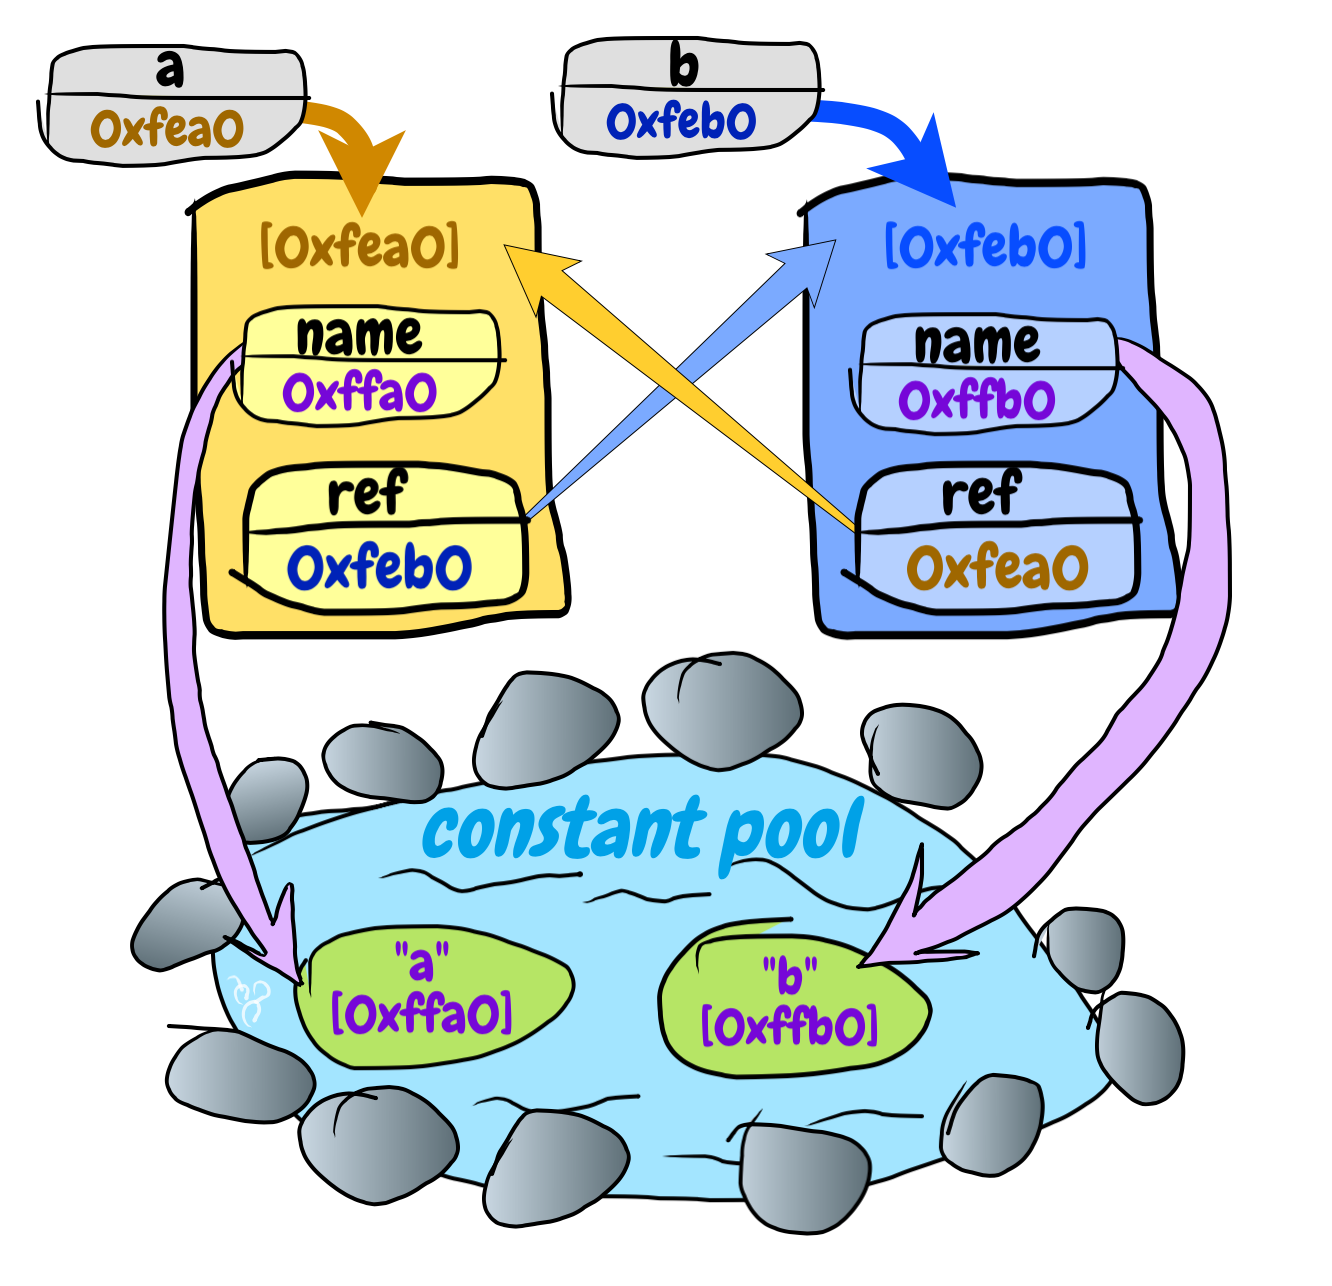 a
0xfea0
b
0xfeb0
[0xfea0]
name
0xffa0
ref
0xfeb0
[0xfeb0]
name
0xffb0
ref
0xfea0
constant pool
"a"
[0xffa0]
"b"
[0xffb0]